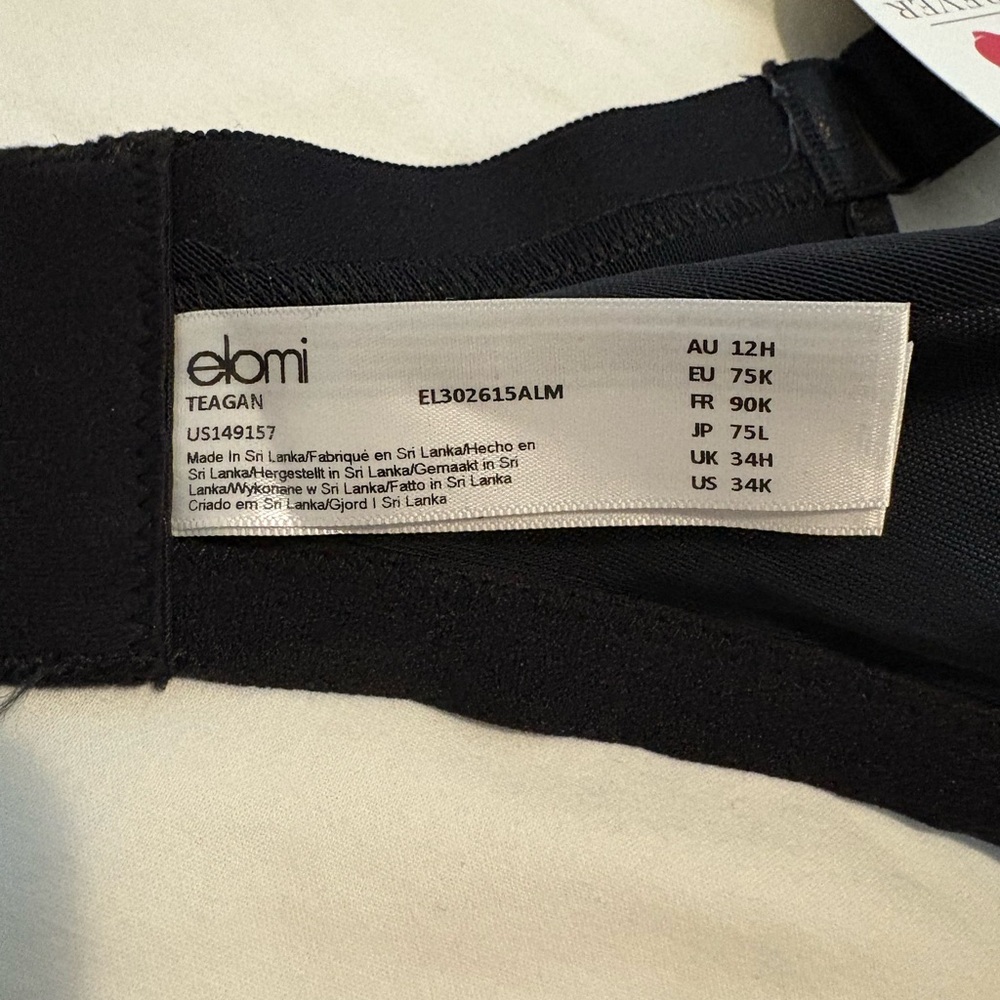 elomi
TEAGAN
US149157
EL302615ALM
Made In Sri Lanka/Fabriqué en Sri Lanka/Hecho en
Sri Lanka/Hergestellt in Sri Lanka/Gemaakt in Sri
Lanka/Wykonane w Sri Lanka/Fatto in Sri Lanka
Criado em Sri Lanka/Gjord I Sri Lanka
AU 12H
EU 75K
FR 90K
JP 75L
UK 34H
US 34K